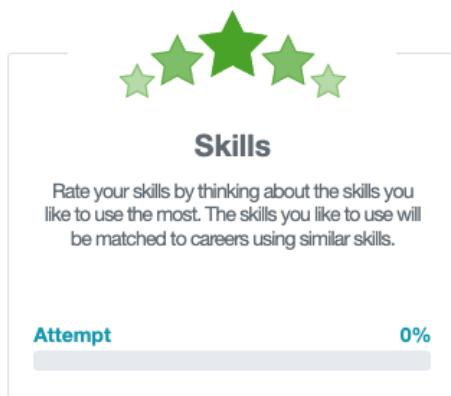 Skills
Rate your skills by thinking about the skills you
like to use the most. The skills you like to use will
be matched to careers using similar skills.
Attempt 0%